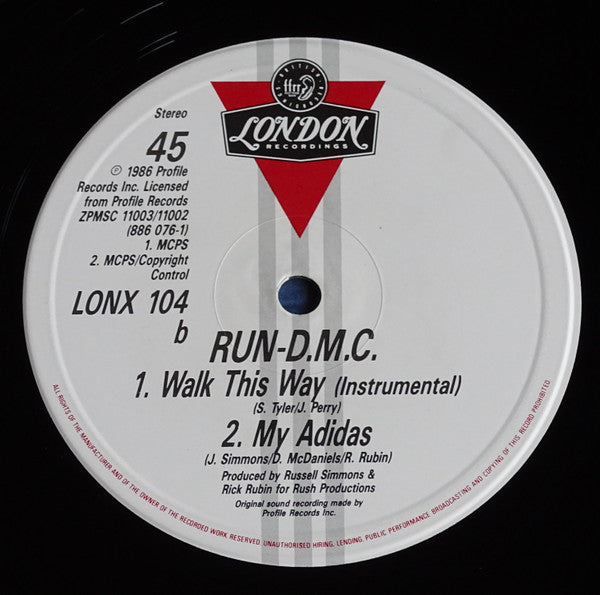 ffrr
LONDON
RECORDINGS
Stereo
45
℗ 1986 Profile
Records Inc. Licensed
from Profile Records
ZPMSC 11003/11002
(886 076-1)
1. MCPS
2. MCPS/Copyright
Control
LONX 104
b
RUN-D.M.C.
1. Walk This Way (Instrumental)
(S. Tyler/J. Perry)
2. My Adidas
(J. Simmons/D. McDaniels/R. Rubin)
Produced by Russell Simmons &
Rick Rubin for Rush Productions
Original sound recording made by
Profile Records Inc.
ALL RIGHTS OF THE MANUFACTURER AND OF THE OWNER OF THE RECORDED WORK RESERVED. UNAUTHORISED HIRING, LENDING, PUBLIC PERFORMANCE, BROADCASTING AND COPYING OF THIS RECORD PROHIBITED